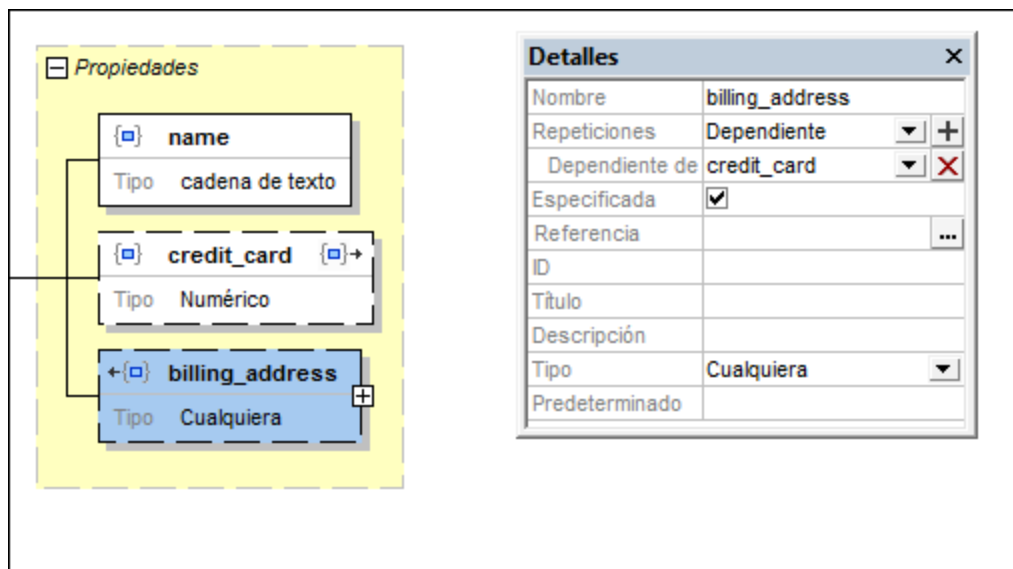 Propiedades
name
Tipo cadena de texto
credit_card
Tipo Numérico
billing_address
Tipo Cualquiera
Detalles
Nombre billing_address
Repeticiones Dependiente
Dependiente de credit_card
Especificada
Referencia
ID
Título
Descripción
Tipo Cualquiera
Predeterminado